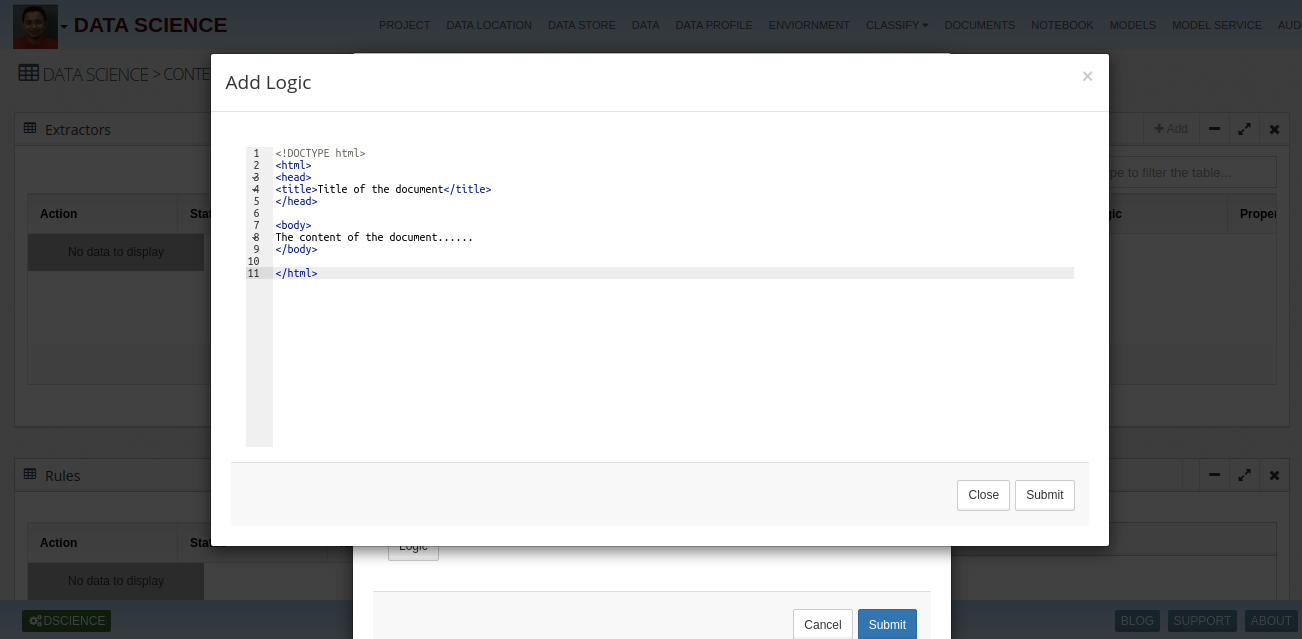 DATA SCIENCE
PROJECT DATA LOCATION DATA STORE DATA DATA PROFILE ENVIORNMENT CLASSIFY DOCUMENTS NOTEBOOK MODELS MODEL SERVICE AUD
DATA SCIENCE > CONTE
Add Logic
×
Extractors
+ Add
pe to filter the table...
Action Stat
gic Proper
No data to display
1 <!DOCTYPE html>
2 <html>
3 <head>
4 <title>Title of the document</title>
5 </head>
6
7 <body>
8 The content of the document......
9 </body>
10
11 </html>
Close Submit
Rules
Action Stat
No data to display
Logic
Cancel Submit
DSCIENCE
BLOG SUPPORT ABOUT